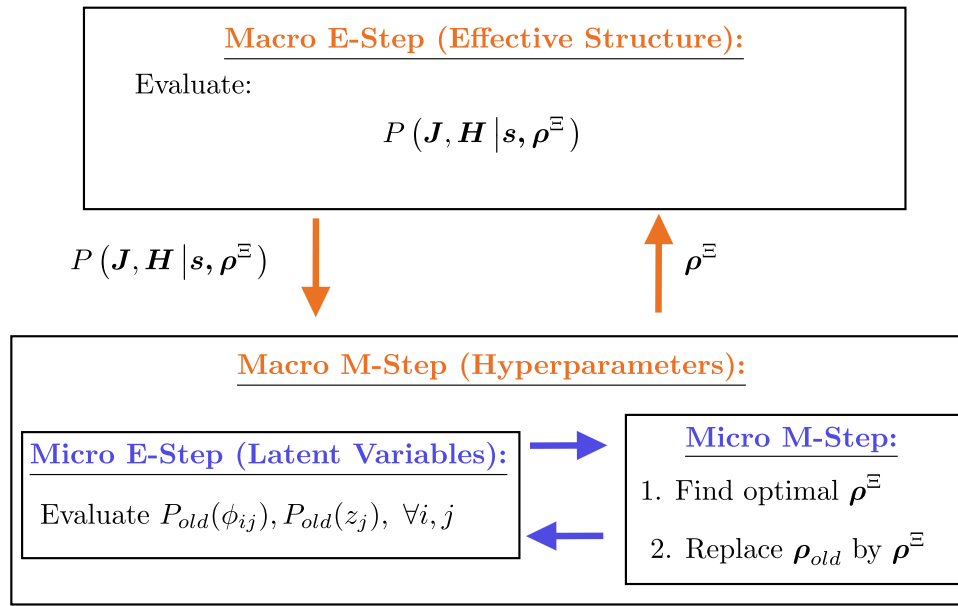 Macro E-Step (Effective Structure):
Evaluate:
P (J, H | s, ρ^Ξ)
P (J, H | s, ρ^Ξ)
ρ^Ξ
Macro M-Step (Hyperparameters):
Micro E-Step (Latent Variables):
Evaluate P_old(ϕ_ij), P_old(z_j), ∀i, j
Micro M-Step:
1. Find optimal ρ^Ξ
2. Replace ρ_old by ρ^Ξ